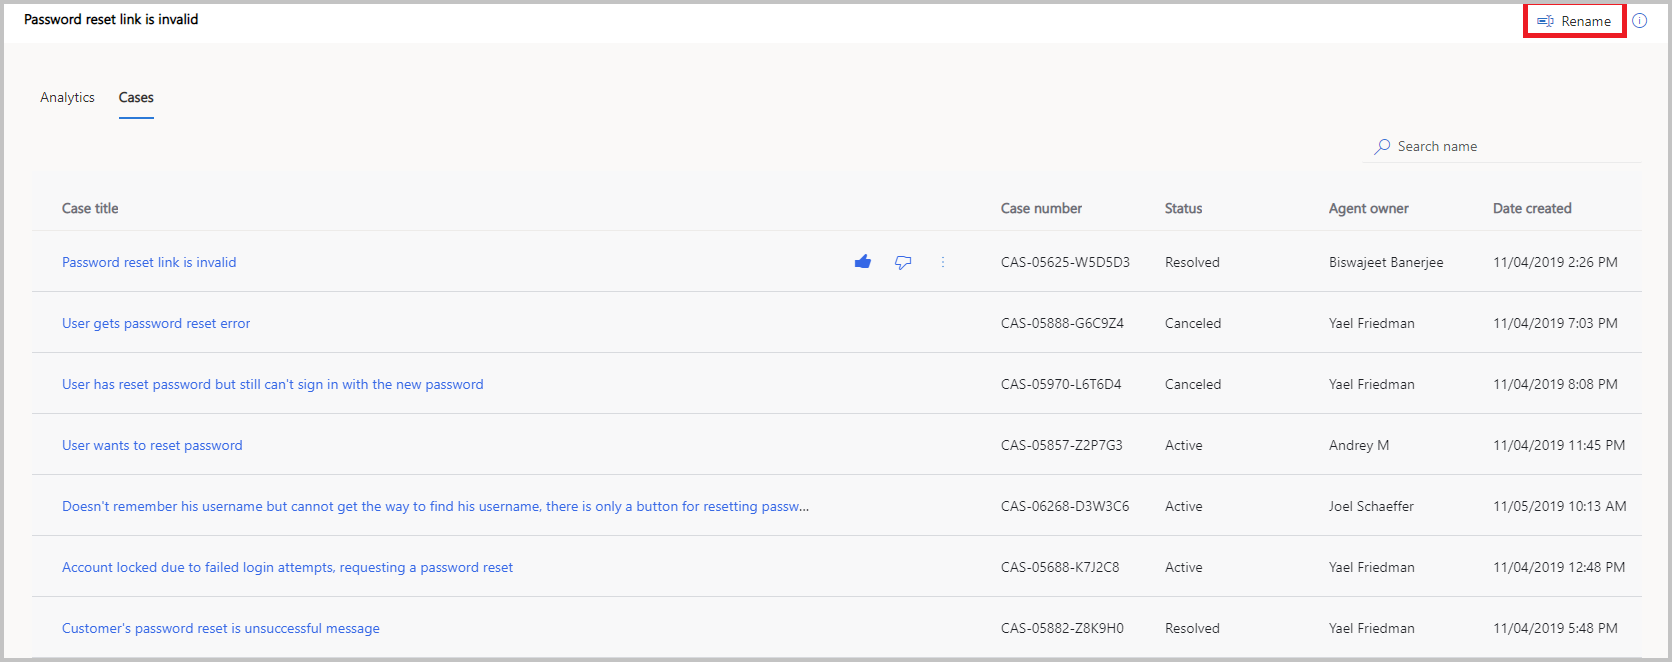 Password reset link is invalid
Rename
Analytics Cases
Search name
Case title Case number Status Agent owner Date created
Password reset link is invalid CAS-05625-W5D5D3 Resolved Biswajeet Banerjee 11/04/2019 2:26 PM
User gets password reset error CAS-05888-G6C9Z4 Canceled Yael Friedman 11/04/2019 7:03 PM
User has reset password but still can't sign in with the new password CAS-05970-L6T6D4 Canceled Yael Friedman 11/04/2019 8:08 PM
User wants to reset password CAS-05857-Z2P7G3 Active Andrey M 11/04/2019 11:45 PM
Doesn't remember his username but cannot get the way to find his username, there is only a button for resetting passw... CAS-06268-D3W3C6 Active Joel Schaeffer 11/05/2019 10:13 AM
Account locked due to failed login attempts, requesting a password reset CAS-05688-K7J2C8 Active Yael Friedman 11/04/2019 12:48 PM
Customer's password reset is unsuccessful message CAS-05882-Z8K9H0 Resolved Yael Friedman 11/04/2019 5:48 PM